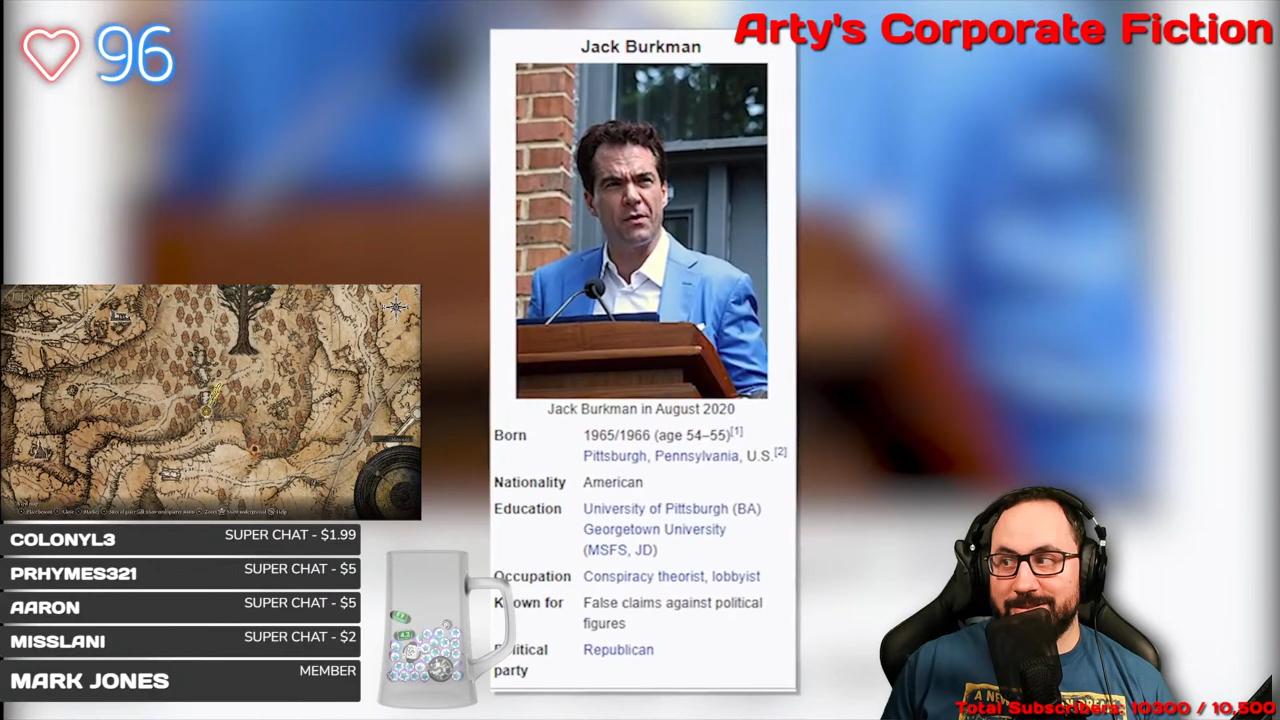 96
Arty's Corporate Fiction
Jack Burkman
Jack Burkman in August 2020
Born 1965/1966 (age 54–55)[1]
Pittsburgh, Pennsylvania, U.S.[2]
Nationality American
Education University of Pittsburgh (BA)
Georgetown University
(MSFS, JD)
Occupation Conspiracy theorist, lobbyist
Known for False claims against political
figures
Political Republican
party
COLONYL3 SUPER CHAT - $1.99
PRHYMES321 SUPER CHAT - $5
AARON SUPER CHAT - $5
MISSLANI SUPER CHAT - $2
MARK JONES MEMBER
A NEW
Total Subscribers: 10300 / 10,500